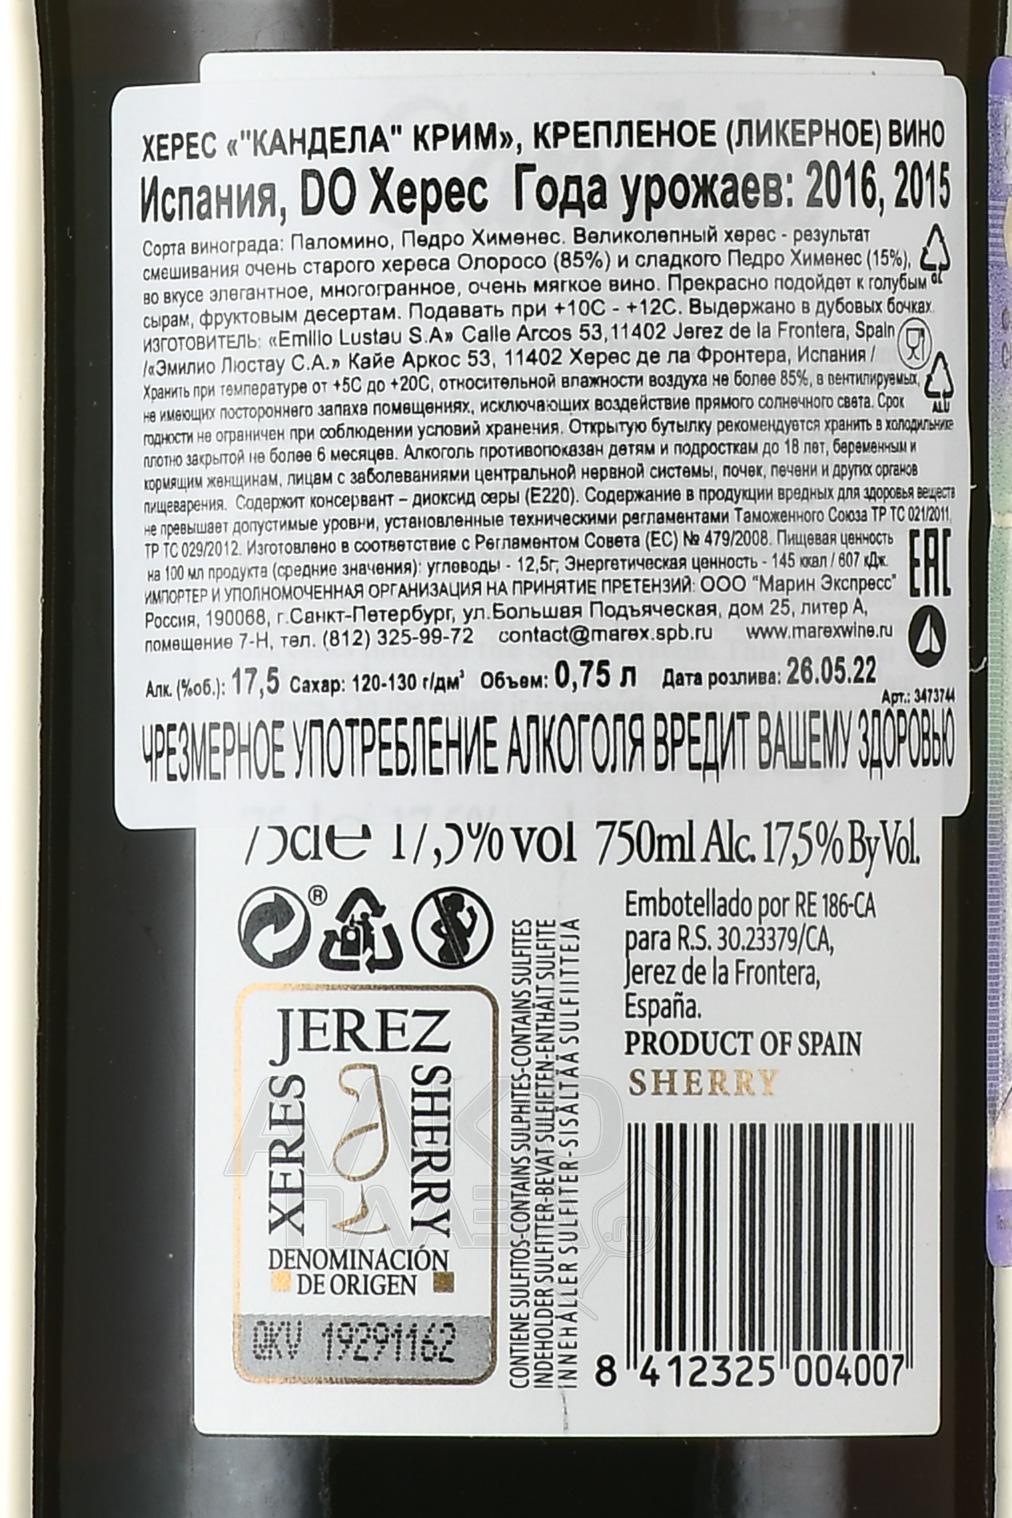 ХЕРЕС «"КАНДЕЛА" КРИМ», КРЕПЛЕНОЕ (ЛИКЕРНОЕ) ВИНО
Испания, DO Херес Года урожаев: 2016, 2015
Сорта винограда: Паломино, Педро Хименес. Великолепный херес - результат
смешивания очень старого хереса Олоросо (85%) и сладкого Педро Хименес (15%),
во вкусе элегантное, многогранное, очень мягкое вино. Прекрасно подойдет к голубым
сырам, фруктовым десертам. Подавать при +10С - +12С. Выдержано в дубовых бочках.
ИЗГОТОВИТЕЛЬ: «Emilio Lustau S.A» Calle Arcos 53,11402 Jerez de la Frontera, Spain
/«Эмилио Люстау С.А.» Кайе Аркос 53, 11402 Херес де ла Фронтера, Испания /
Хранить при температуре от +5С до +20С, относительной влажности воздуха не более 85%, в вентилируемых,
не имеющих постороннего запаха помещениях, исключающих воздействие прямого солнечного света. Срок
ALU
годности не ограничен при соблюдении условий хранения. Открытую бутылку рекомендуется хранить в холодильнике
плотно закрытой не более 6 месяцев. Алкоголь противопоказан детям и подросткам до 18 лет, беременным и
кормящим женщинам, лицам с заболеваниями центральной нервной системы, почек, печени и других органов
пищеварения. Содержит консервант – диоксид серы (Е220). Содержание в продукции вредных для здоровья веществ
не превышает допустимые уровни, установленные техническими регламентами Таможенного Союза ТР ТС 021/2011,
ТР ТС 029/2012. Изготовлено в соответствие с Регламентом Совета (ЕС) № 479/2008. Пищевая ценность
на 100 мл продукта (средние значения): углеводы - 12,5г, Энергетическая ценность - 145 ккал / 607 кДж.
EAC
ИМПОРТЕР И УПОЛНОМОЧЕННАЯ ОРГАНИЗАЦИЯ НА ПРИНЯТИЕ ПРЕТЕНЗИЙ: ООО "Марин Экспресс"
Россия, 190068, г.Санкт-Петербург, ул.Большая Подъяческая, дом 25, литер А,
помещение 7-Н, тел. (812) 325-99-72 contact@marex.spb.ru www.marexwine.ru
Алк.(%об.): 17,5 Сахар: 120-130 г/дм³ Объем: 0,75 л Дата розлива: 26.05.22
Арт.: 3473744
ЧРЕЗМЕРНОЕ УПОТРЕБЛЕНИЕ АЛКОГОЛЯ ВРЕДИТ ВАШЕМУ ЗДОРОВЬЮ
75cl e 17,5% vol 750ml Alc. 17,5% By Vol.
Embotellado por RE 186-CA
para R.S. 30.23379/CA,
Jerez de la Frontera,
España.
PRODUCT OF SPAIN
SHERRY
JEREZ
XERES
SHERRY
DENOMINACIÓN
DE ORIGEN
QKV 19291162
CONTIENE SULFITOS-CONTAINS SULPHITES-CONTAINS SULFITES
INDEHOLDER SULFITTER-BEVAT SULFIETEN-ENTHÄLT SULFITE
INNEHÅLLER SULFITER-SISÄLTÄÄ SULFIITTEJA
8 412325 004007
АЛКО
ПЛАЗА.ru